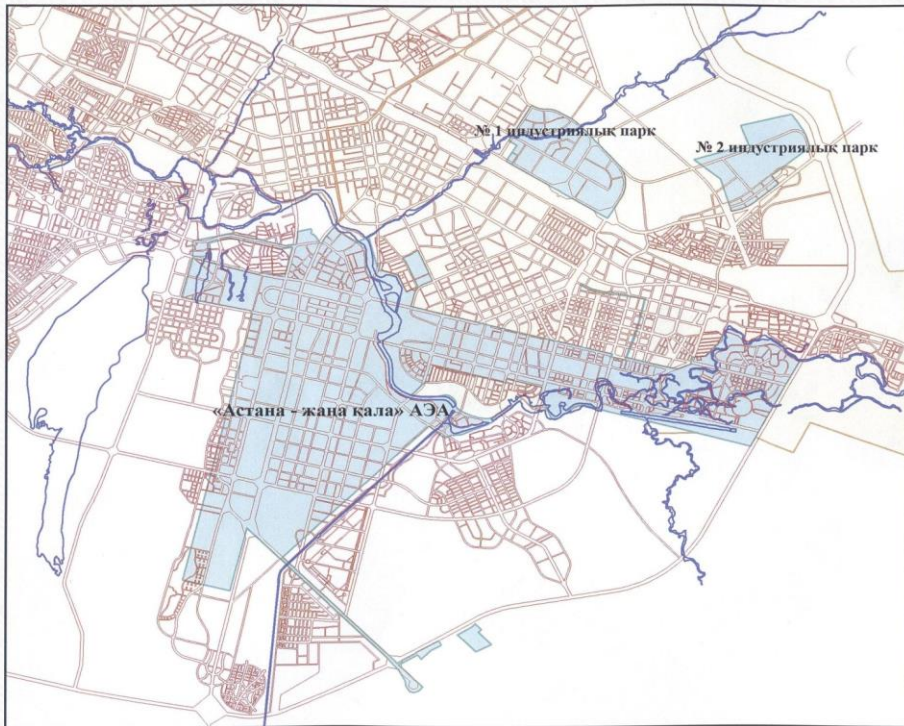 № 1 индустриялық парк
№ 2 индустриялық парк
«Астана - жаңа қала» АЭА